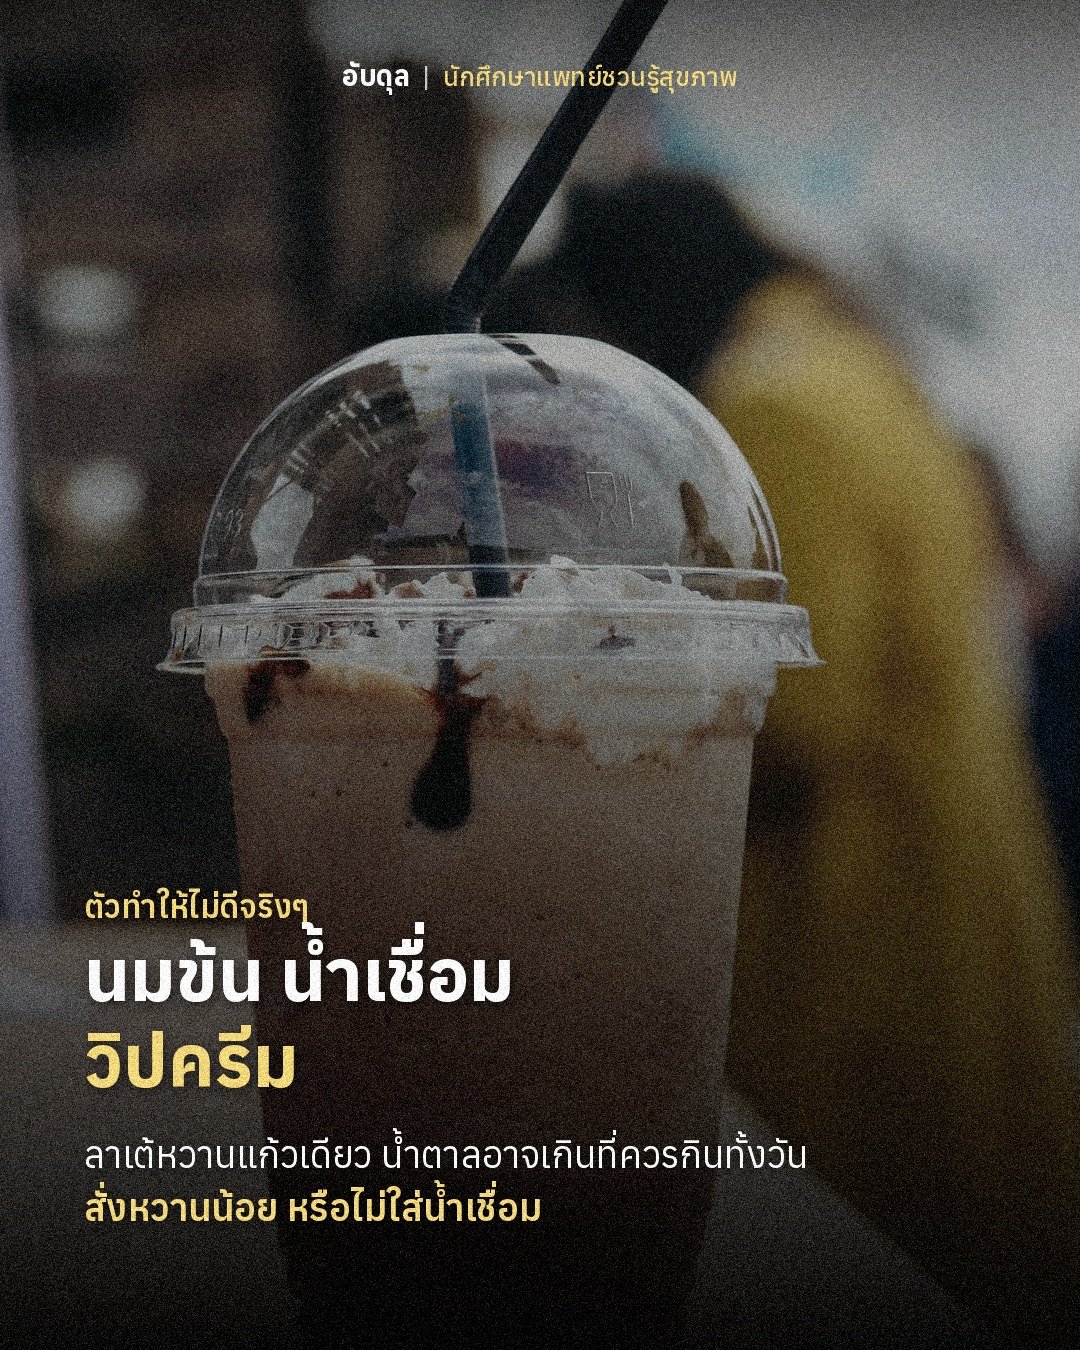 อับดุล | นักศึกษาแพทย์ชวนรู้สุขภาพ
ตัวทำให้ไม่ดีจริงๆ
นมข้น น้ำเชื่อม
วิปครีม
ลาเต้หวานแก้วเดียว น้ำตาลอาจเกินที่ควรกินทั้งวัน
สั่งหวานน้อย หรือไม่ใส่น้ำเชื่อม